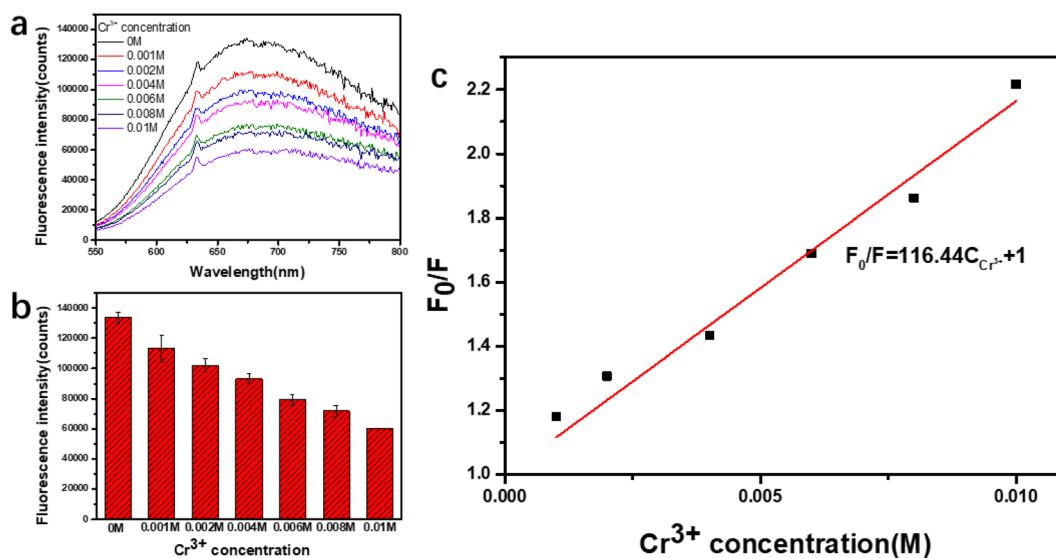 a
Cr³⁺ concentration
0M
0.001M
0.002M
0.004M
0.006M
0.008M
0.01M
140000
120000
100000
80000
60000
40000
20000
0
550
600
650
700
750
800
Fluorescence intensity(counts)
Wavelength(nm)
b
140000
120000
100000
80000
60000
40000
20000
0
0M
0.001M
0.002M
0.004M
0.006M
0.008M
0.01M
Fluorescence intensity(counts)
Cr³⁺ concentration
c
2.2
2.0
1.8
1.6
1.4
1.2
1.0
F₀/F
F₀/F=116.44C_Cr³⁺+1
0.000
0.005
0.010
Cr³⁺ concentration(M)